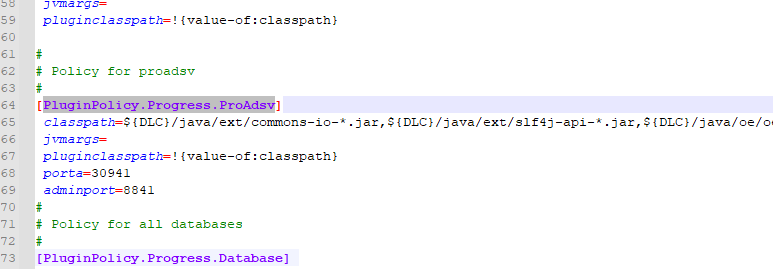 58 jvmargs=
59 pluginclasspath=!{value-of:classpath}
60
61 #
62 # Policy for proadsv
63 #
64 [PluginPolicy.Progress.ProAdsv]
65 classpath=${DLC}/java/ext/commons-io-*.jar,${DLC}/java/ext/slf4j-api-*.jar,${DLC}/java/oe/o
66 jvmargs=
67 pluginclasspath=!{value-of:classpath}
68 porta=30941
69 adminport=8841
70 #
71 # Policy for all databases
72 #
73 [PluginPolicy.Progress.Database]